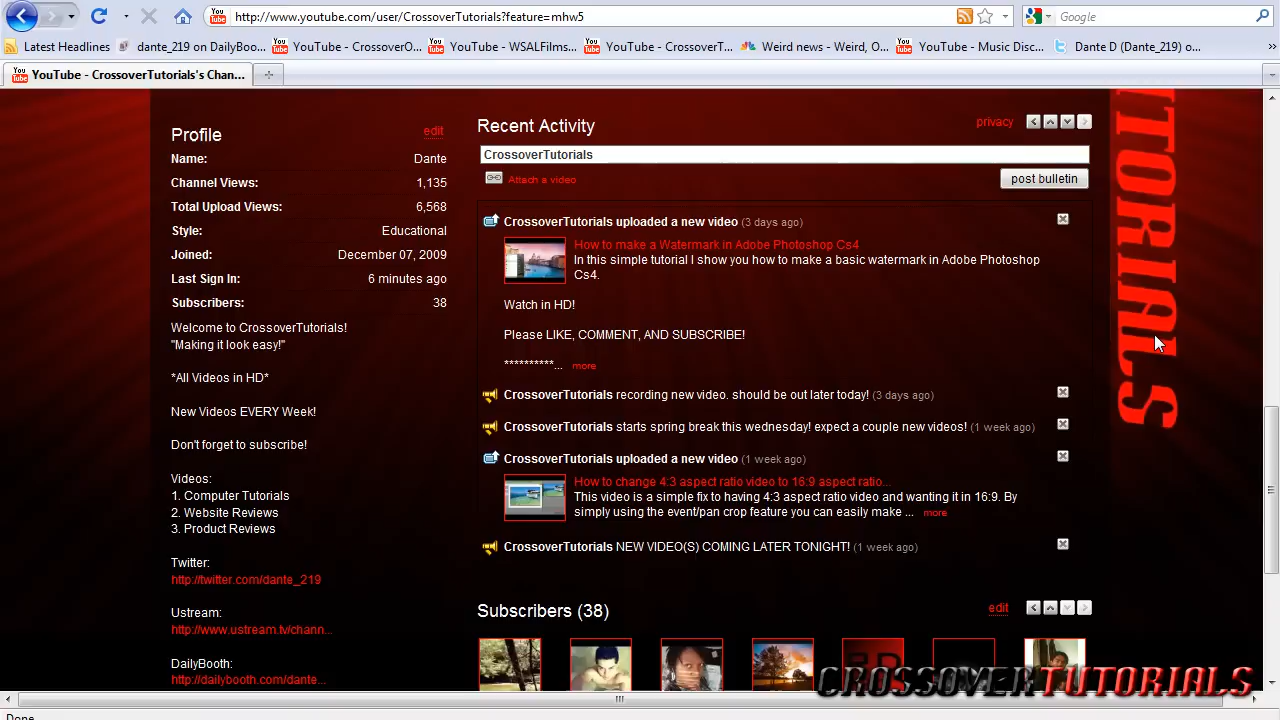 http://www.youtube.com/user/CrossoverTutorials?feature=mhw5
Google
Latest Headlines
dante_219 on DailyBoo...
YouTube - CrossoverO...
YouTube - WSALFilms...
YouTube - CrossoverT...
Weird news - Weird, O...
YouTube - Music Disc...
Dante D (Dante_219) o...
YouTube - CrossoverTutorials's Chan...
Profile
edit
Name: Dante
Channel Views: 1,135
Total Upload Views: 6,568
Style: Educational
Joined: December 07, 2009
Last Sign In: 6 minutes ago
Subscribers: 38
Welcome to CrossoverTutorials!
"Making it look easy!"
*All Videos in HD*
New Videos EVERY Week!
Don't forget to subscribe!
Videos:
1. Computer Tutorials
2. Website Reviews
3. Product Reviews
Twitter:
http://twitter.com/dante_219
Ustream:
http://www.ustream.tv/chann...
DailyBooth:
http://dailybooth.com/dante...
Recent Activity
privacy
CrossoverTutorials
Attach a video
post bulletin
CrossoverTutorials uploaded a new video (3 days ago)
How to make a Watermark in Adobe Photoshop Cs4
In this simple tutorial I show you how to make a basic watermark in Adobe Photoshop
Cs4.
Watch in HD!
Please LIKE, COMMENT, AND SUBSCRIBE!
**********... more
CrossoverTutorials recording new video. should be out later today! (3 days ago)
CrossoverTutorials starts spring break this wednesday! expect a couple new videos! (1 week ago)
CrossoverTutorials uploaded a new video (1 week ago)
How to change 4:3 aspect ratio video to 16:9 aspect ratio...
This video is a simple fix to having 4:3 aspect ratio video and wanting it in 16:9. By
simply using the event/pan crop feature you can easily make ... more
CrossoverTutorials NEW VIDEO(S) COMING LATER TONIGHT! (1 week ago)
Subscribers (38)
edit
TORIALS
CROSSOVERTUTORIALS
Done